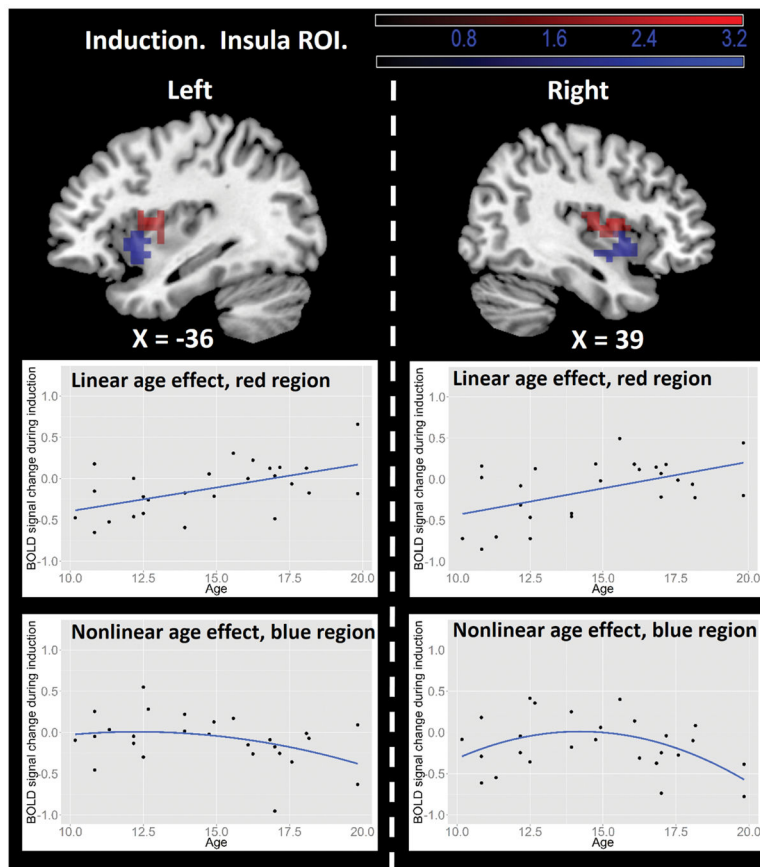 Induction. Insula ROI.
0.8 1.6 2.4 3.2
Left
Right
X = -36
X = 39
Linear age effect, red region
BOLD signal change during induction
1.0
0.5
0.0
-0.5
-1.0
10.0 12.5 15.0 17.5 20.0
Age
Linear age effect, red region
BOLD signal change during induction
1.0
0.5
0.0
-0.5
-1.0
10.0 12.5 15.0 17.5 20.0
Age
Nonlinear age effect, blue region
BOLD signal change during induction
1.0
0.5
0.0
-0.5
-1.0
10.0 12.5 15.0 17.5 20.0
Age
Nonlinear age effect, blue region
BOLD signal change during induction
1.0
0.5
0.0
-0.5
-1.0
10.0 12.5 15.0 17.5 20.0
Age